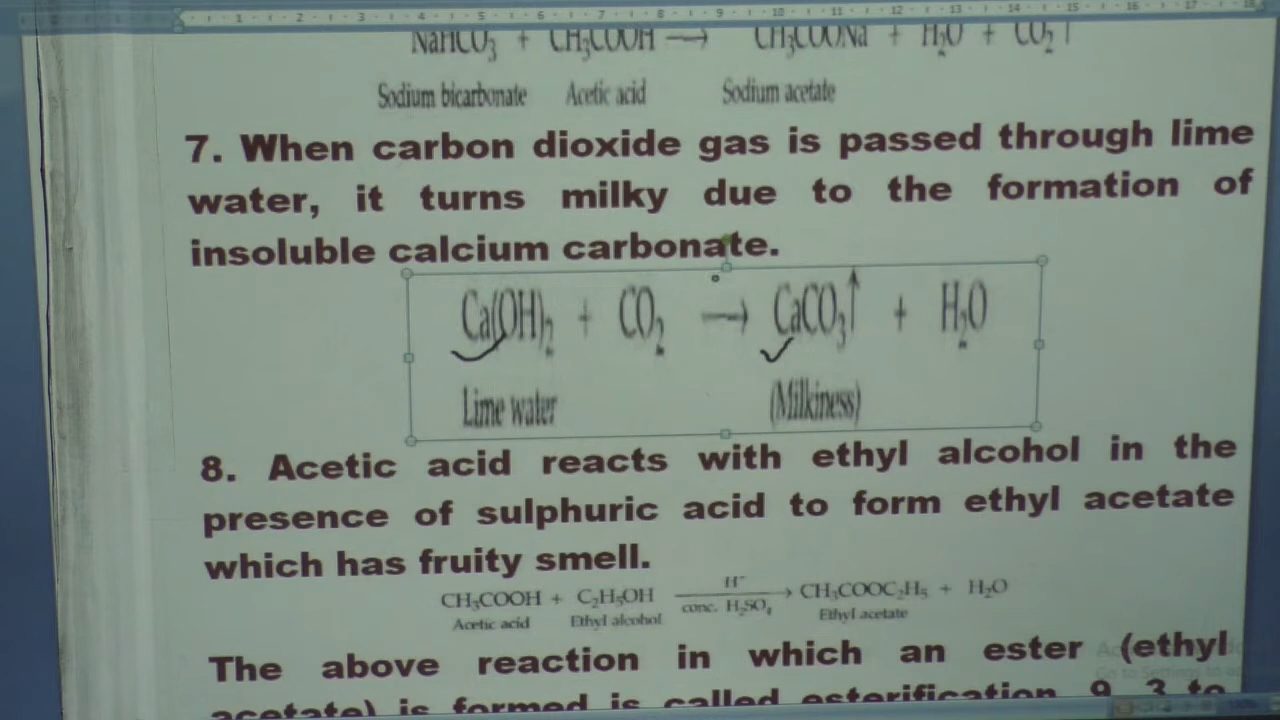 NaHCO₃ + CH₃COOH → CH₃COONa + H₂O + CO₂↑
Sodium bicarbonate Acetic acid Sodium acetate
7. When carbon dioxide gas is passed through lime
water, it turns milky due to the formation of
insoluble calcium carbonate.
Ca(OH)₂ + CO₂ → CaCO₃↑ + H₂O
Lime water (Milkiness)
8. Acetic acid reacts with ethyl alcohol in the
presence of sulphuric acid to form ethyl acetate
which has fruity smell.
H⁺
CH₃COOH + C₂H₅OH → CH₃COOC₂H₅ + H₂O
conc. H₂SO₄
Acetic acid Ethyl alcohol Ethyl acetate
The above reaction in which an ester (ethyl
acetate) is formed is called esterification.